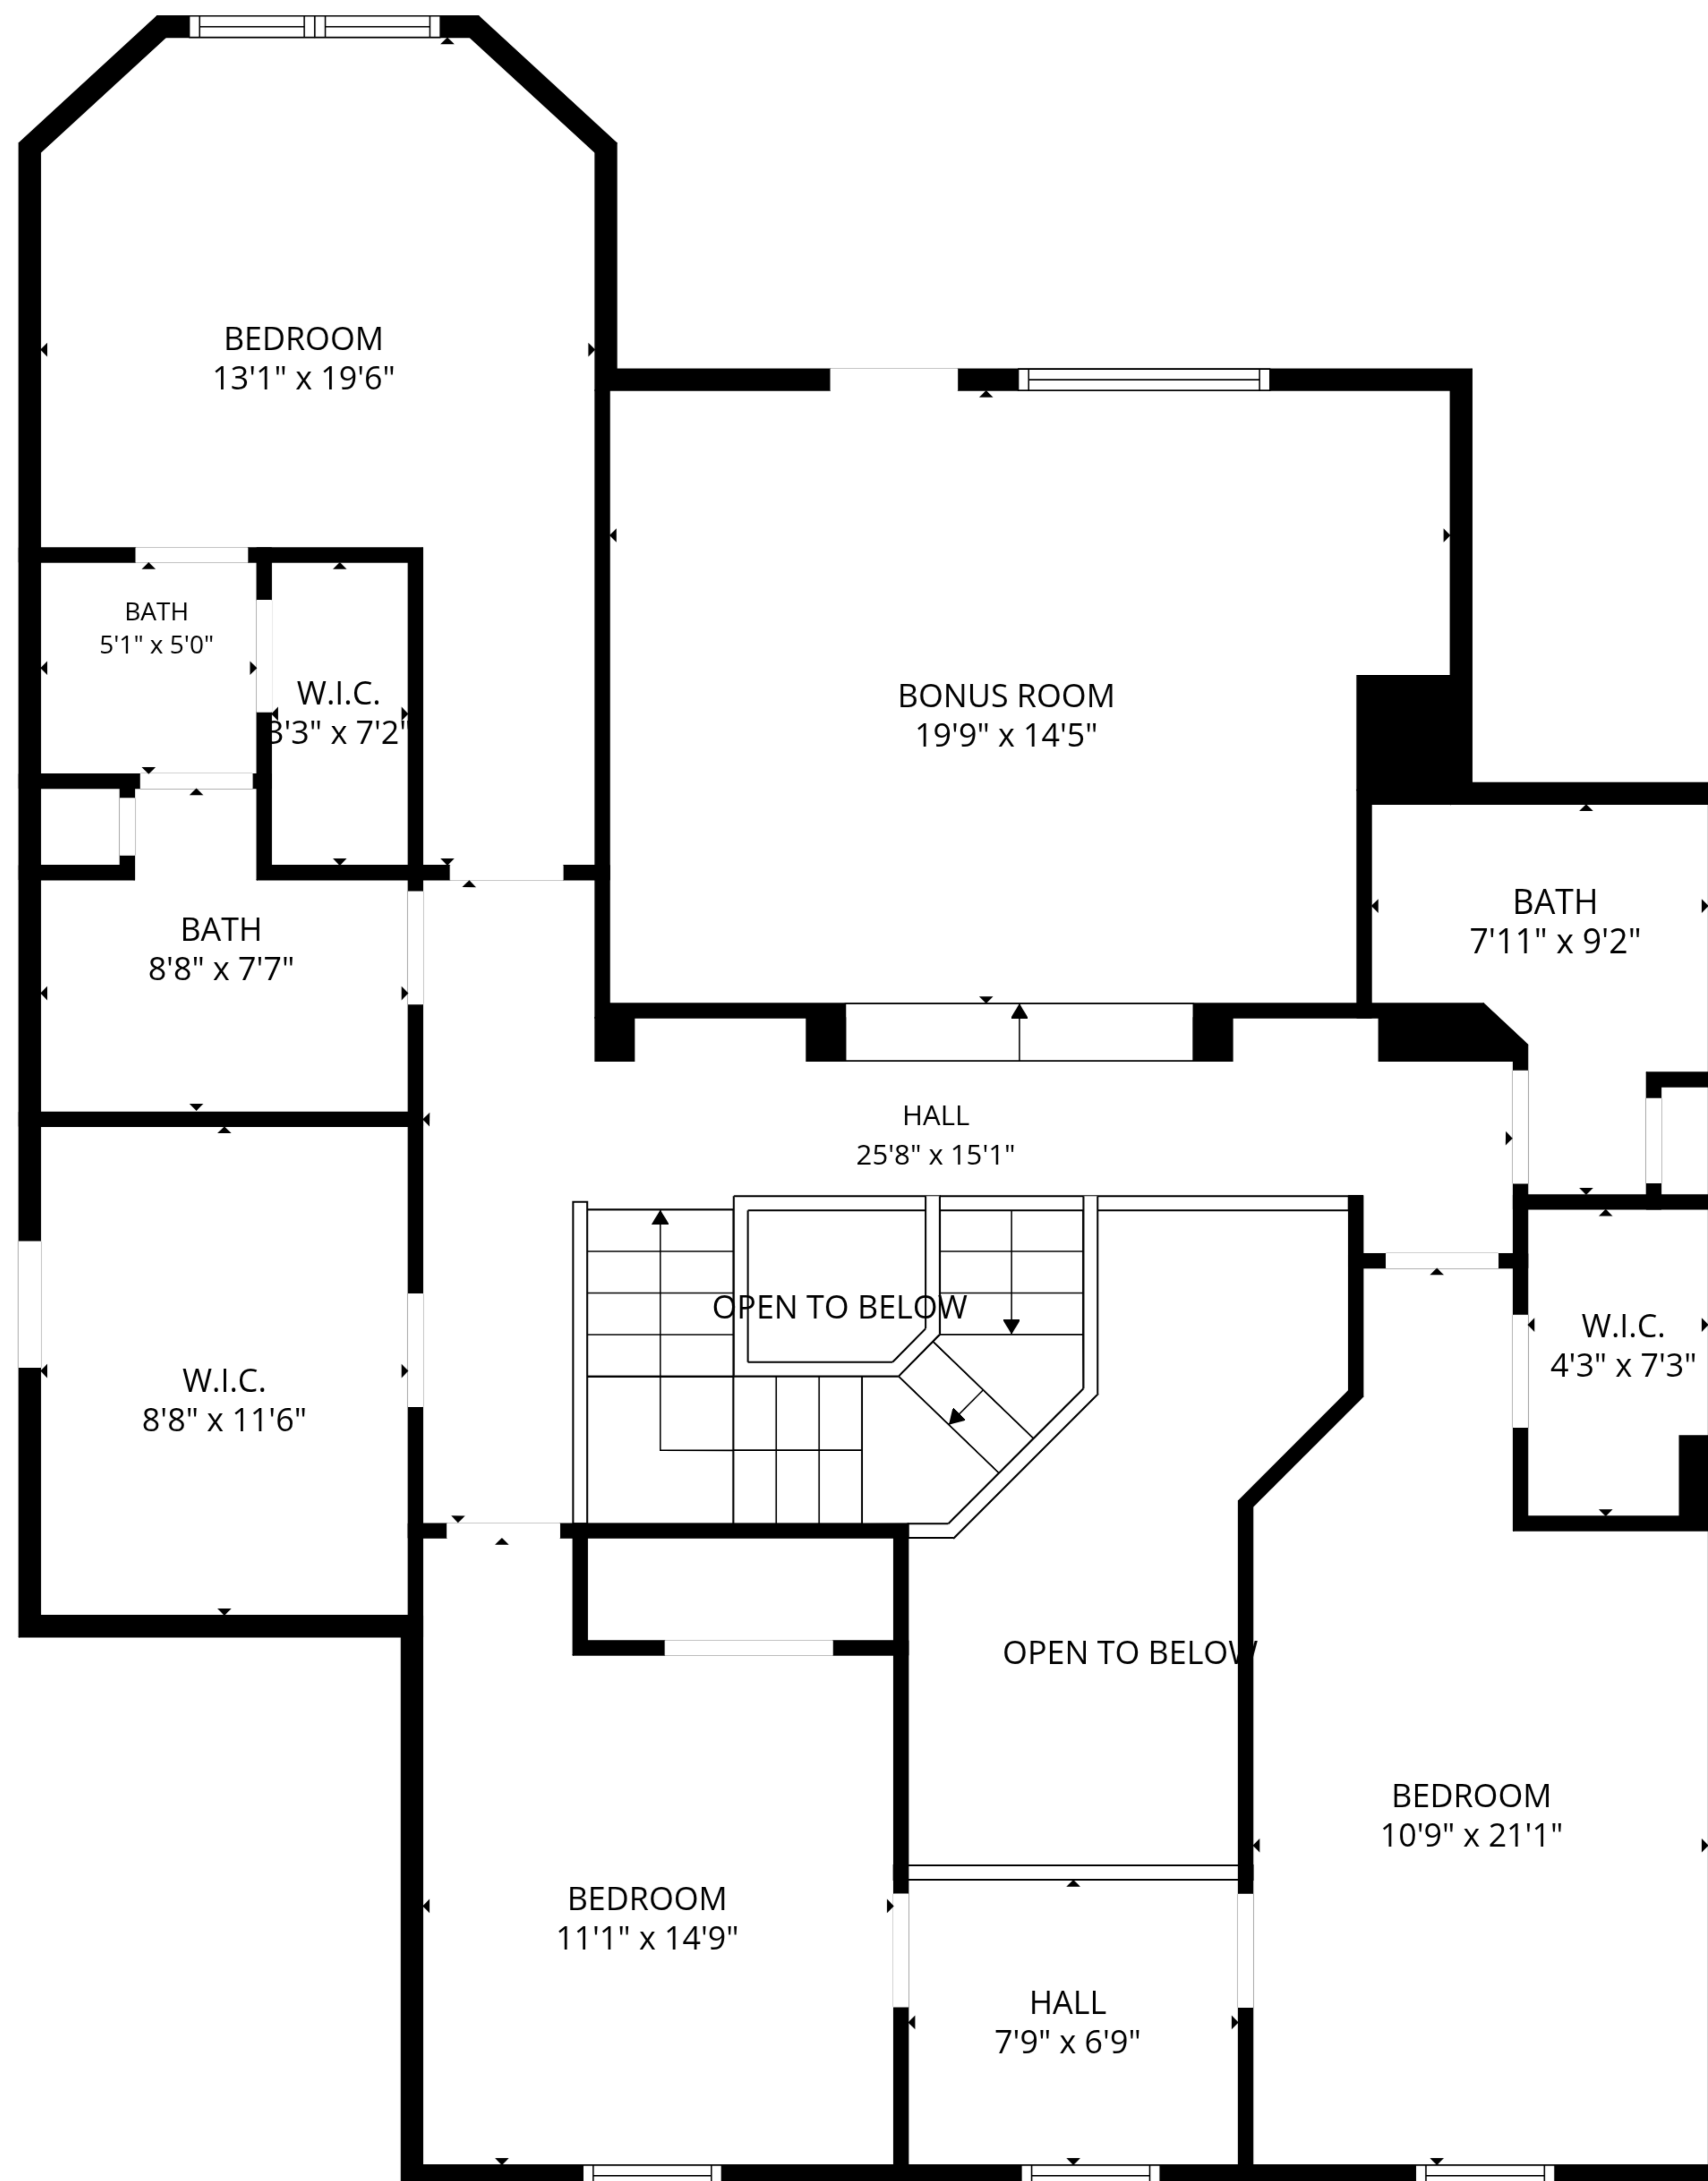 BEDROOM
13'1" x 19'6"
BATH
5'1" x 5'0"
W.I.C.
3'3" x 7'2"
BONUS ROOM
19'9" x 14'5"
BATH
8'8" x 7'7"
BATH
7'11" x 9'2"
HALL
25'8" x 15'1"
OPEN TO BELOW
W.I.C.
4'3" x 7'3"
W.I.C.
8'8" x 11'6"
OPEN TO BELOW
BEDROOM
10'9" x 21'1"
BEDROOM
11'1" x 14'9"
HALL
7'9" x 6'9"